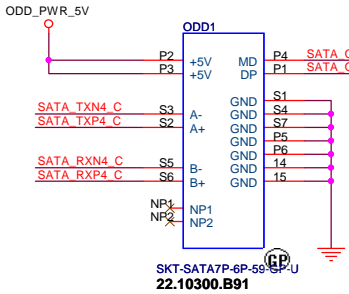 ODD_PWR_5V
ODD1
P2 +5V MD P4 SATA_
P3 +5V DP P1 SATA_
GND S1
SATA_TXN4_C S3 A- GND S4
SATA_TXP4_C S2 A+ GND S7
GND P5
GND P6
SATA_RXN4_C S5 B- GND 14
SATA_RXP4_C S6 B+ GND 15
NP1 NP1
NP2 NP2
GP
SKT-SATA7P-6P-59-GP-U
22.10300.B91